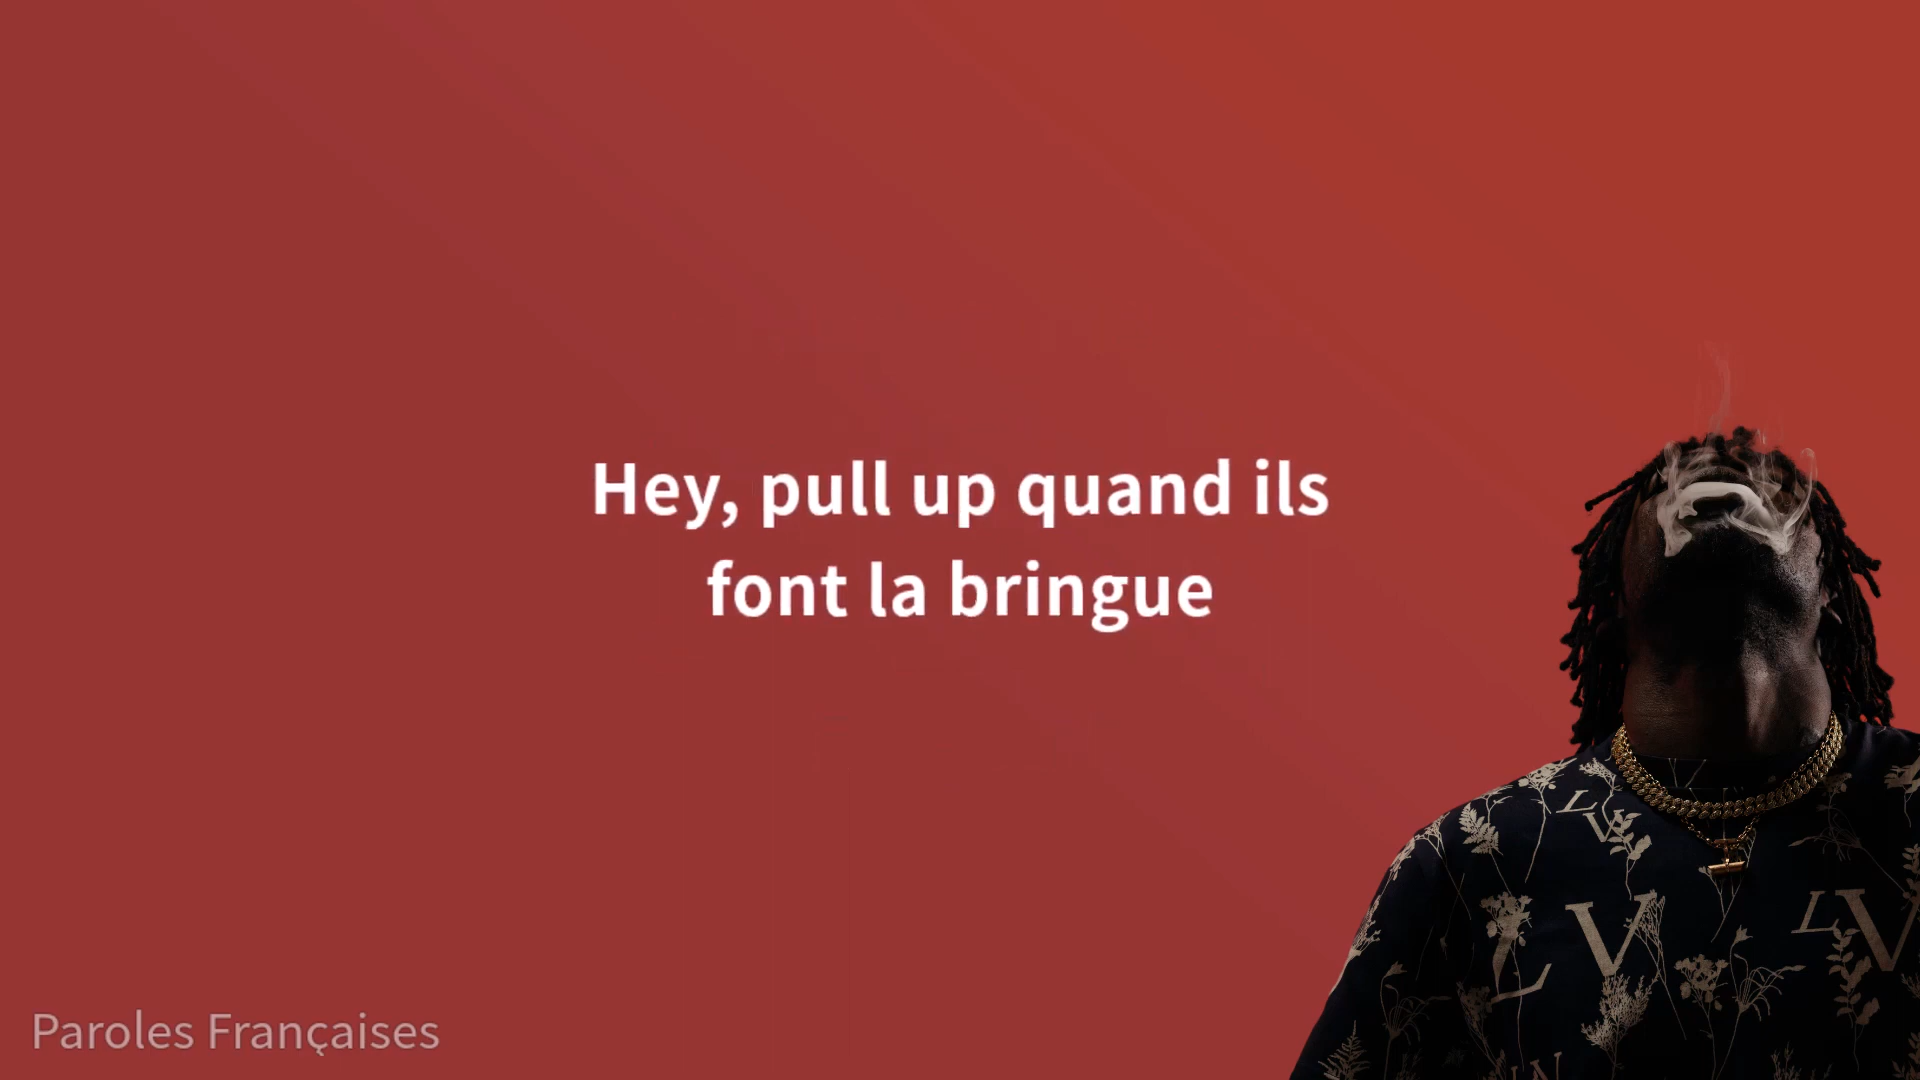 Hey, pull up quand ils
font la bringue
L
V
L V
L V
Paroles Françaises